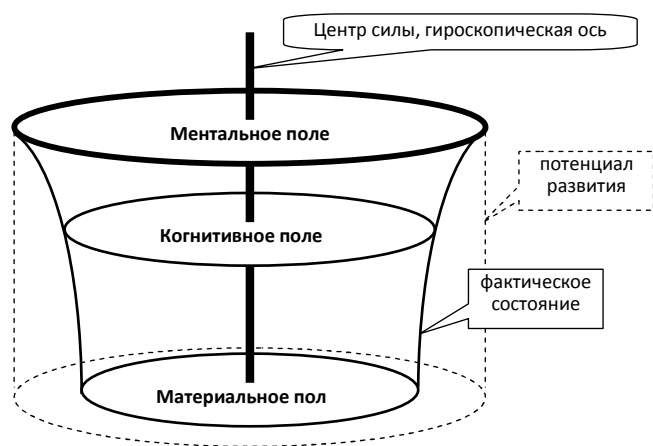 Центр силы, гироскопическая ось
Ментальное поле
потенциал
развития
Когнитивное поле
фактическое
состояние
Материальное пол